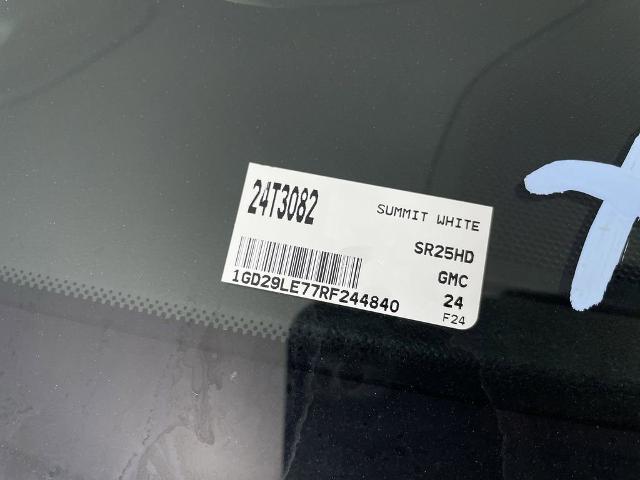 24T3082
SUMMIT WHITE
SR25HD
GMC
1GD29LE77RF244840
24
F24